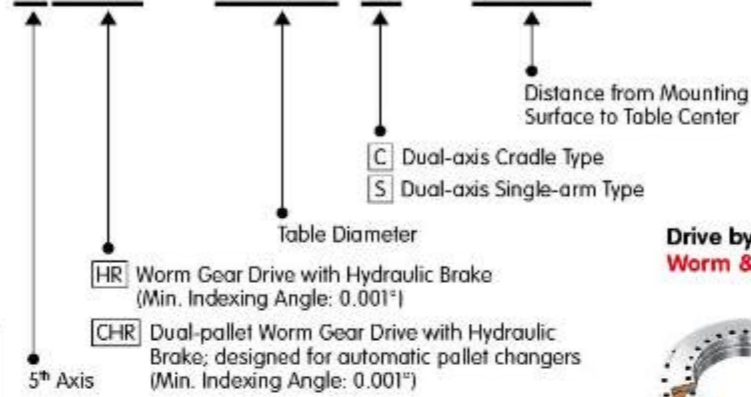 Distance from Mounting
Surface to Table Center
C Dual-axis Cradle Type
S Dual-axis Single-arm Type
Table Diameter
HR Worm Gear Drive with Hydraulic Brake
(Min. Indexing Angle: 0.001°)
CHR Dual-pallet Worm Gear Drive with Hydraulic
Brake; designed for automatic pallet changers
(Min. Indexing Angle: 0.001°)
5th Axis
Drive by
Worm &